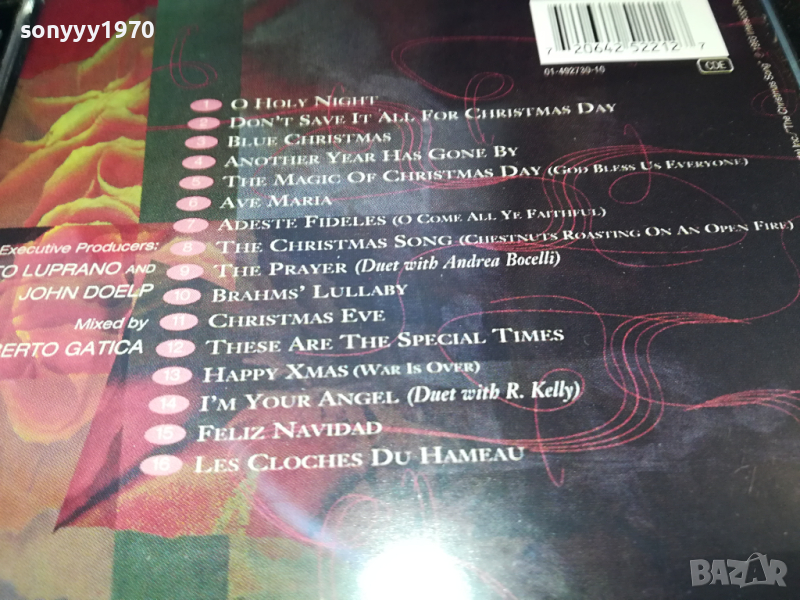 sonyyy1970
7 20642 52212 7
01-492730-10
CDE
1 O HOLY NIGHT
2 DON'T SAVE IT ALL FOR CHRISTMAS DAY
3 BLUE CHRISTMAS
4 ANOTHER YEAR HAS GONE BY
5 THE MAGIC OF CHRISTMAS DAY (GOD BLESS US EVERYONE)
6 AVE MARIA
7 ADESTE FIDELES (O COME ALL YE FAITHFUL)
8 THE CHRISTMAS SONG (CHESTNUTS ROASTING ON AN OPEN FIRE)
9 THE PRAYER (Duet with Andrea Bocelli)
10 BRAHMS' LULLABY
11 CHRISTMAS EVE
12 THESE ARE THE SPECIAL TIMES
13 HAPPY XMAS (WAR IS OVER)
14 I'M YOUR ANGEL (Duet with R. Kelly)
15 FELIZ NAVIDAD
16 LES CLOCHES DU HAMEAU
Executive Producers:
TO LUPRANO AND
JOHN DOELP
Mixed by
BERTO GATICA
The Christmas Song
BAZAR